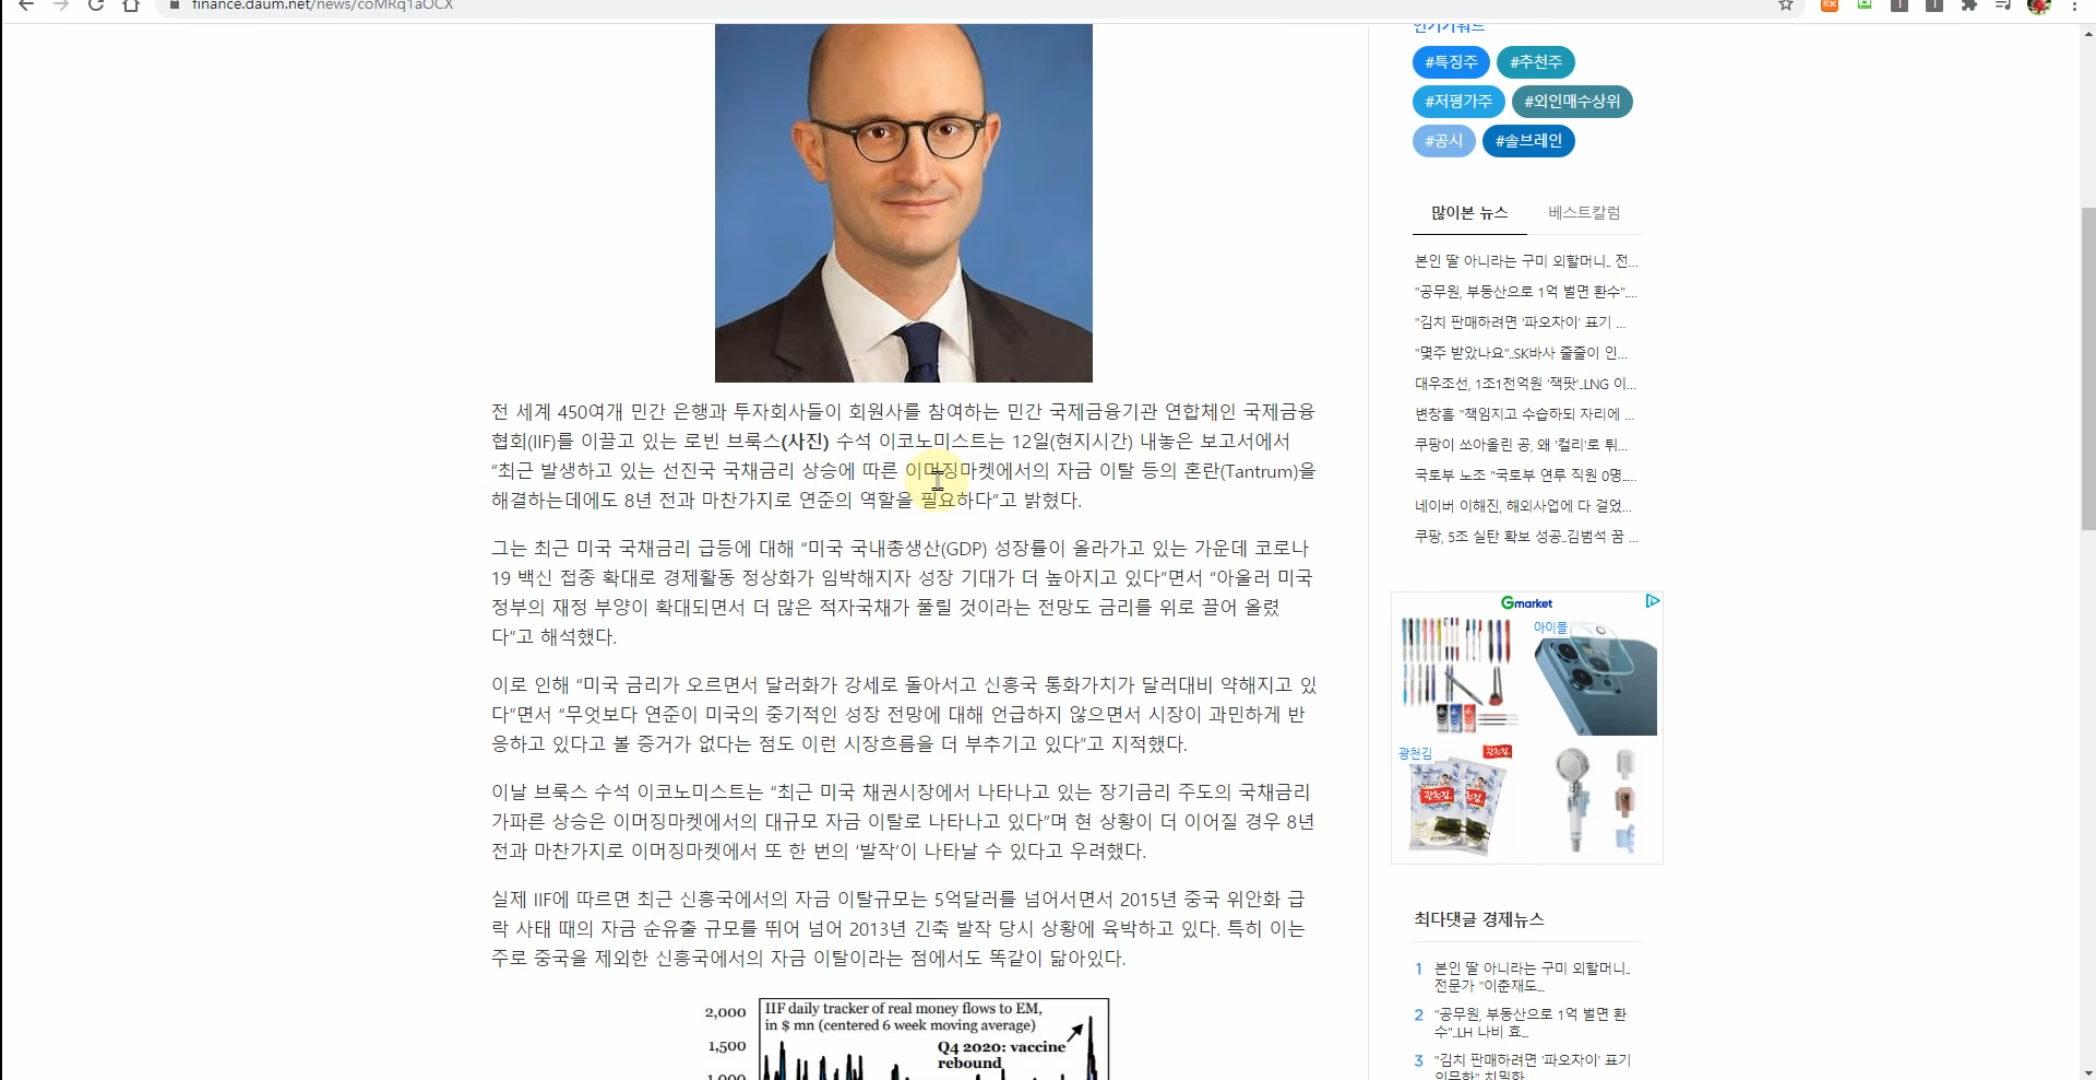 finance.daum.net/news/coMRq1aOCX
전 세계 450여개 민간 은행과 투자회사들이 회원사를 참여하는 민간 국제금융기관 연합체인 국제금융
협회(IIF)를 이끌고 있는 로빈 브룩스(사진) 수석 이코노미스트는 12일(현지시간) 내놓은 보고서에서
“최근 발생하고 있는 선진국 국채금리 상승에 따른 이머징마켓에서의 자금 이탈 등의 혼란(Tantrum)을
해결하는데에도 8년 전과 마찬가지로 연준의 역할을 필요하다”고 밝혔다.
그는 최근 미국 국채금리 급등에 대해 “미국 국내총생산(GDP) 성장률이 올라가고 있는 가운데 코로나
19 백신 접종 확대로 경제활동 정상화가 임박해지자 성장 기대가 더 높아지고 있다”면서 “아울러 미국
정부의 재정 부양이 확대되면서 더 많은 적자국채가 풀릴 것이라는 전망도 금리를 위로 끌어 올렸
다”고 해석했다.
이로 인해 “미국 금리가 오르면서 달러화가 강세로 돌아서고 신흥국 통화가치가 달러대비 약해지고 있
다”면서 “무엇보다 연준이 미국의 중기적인 성장 전망에 대해 언급하지 않으면서 시장이 과민하게 반
응하고 있다고 볼 증거가 없다는 점도 이런 시장흐름을 더 부추기고 있다”고 지적했다.
이날 브룩스 수석 이코노미스트는 “최근 미국 채권시장에서 나타나고 있는 장기금리 주도의 국채금리
가파른 상승은 이머징마켓에서의 대규모 자금 이탈로 나타나고 있다”며 현 상황이 더 이어질 경우 8년
전과 마찬가지로 이머징마켓에서 또 한 번의 ‘발작’이 나타날 수 있다고 우려했다.
실제 IIF에 따르면 최근 신흥국에서의 자금 이탈규모는 5억달러를 넘어서면서 2015년 중국 위안화 급
락 사태 때의 자금 순유출 규모를 뛰어 넘어 2013년 긴축 발작 당시 상황에 육박하고 있다. 특히 이는
주로 중국을 제외한 신흥국에서의 자금 이탈이라는 점에서도 똑같이 닮아있다.
2,000
1,500
1,000
IIF daily tracker of real money flows to EM,
in $ mn (centered 6 week moving average)
Q4 2020: vaccine
rebound
인기키워드
#특징주 #추천주
#저평가주 #외인매수상위
#공시 #솔브레인
많이본 뉴스 베스트칼럼
본인 딸 아니라는 구미 외할머니.. 전...
"공무원, 부동산으로 1억 벌면 환수"....
"김치 판매하려면 '파오차이' 표기 ...
"몇주 받았나요"..SK바사 줄줄이 인...
대우조선, 1조1천억원 '잭팟'..LNG 이...
변창흠 "책임지고 수습하되 자리에 ...
쿠팡이 쏘아올린 공, 왜 '컬리'로 튀...
국토부 노조 "국토부 연루 직원 0명....
네이버 이해진, 해외사업에 다 걸었...
쿠팡, 5조 실탄 확보 성공..김범석 꿈 ...
Gmarket
아이몰
광천김
광천김
최다댓글 경제뉴스
1 본인 딸 아니라는 구미 외할머니..
전문가 "이춘재도...
2 "공무원, 부동산으로 1억 벌면 환
수"..LH 나비 효...
3 "김치 판매하려면 '파오차이' 표기
의무화" 치밀한